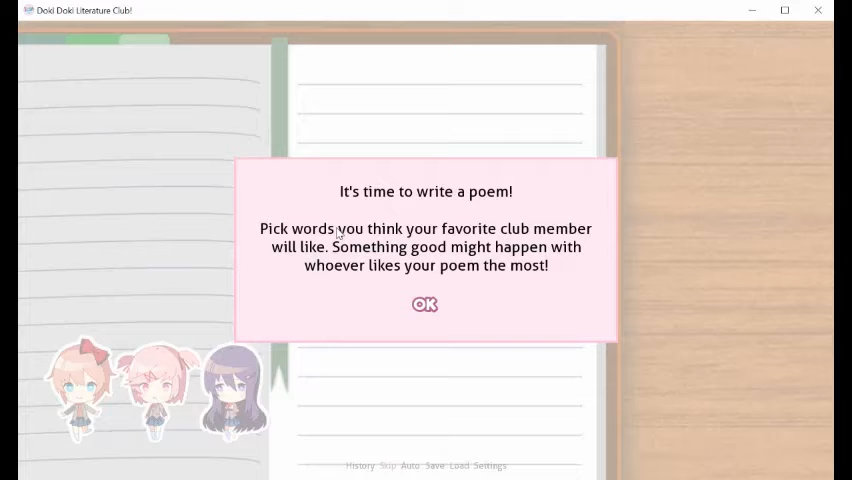 Doki Doki Literature Club!
It's time to write a poem!
Pick words you think your favorite club member
will like. Something good might happen with
whoever likes your poem the most!
OK
History Skip Auto Save Load Settings